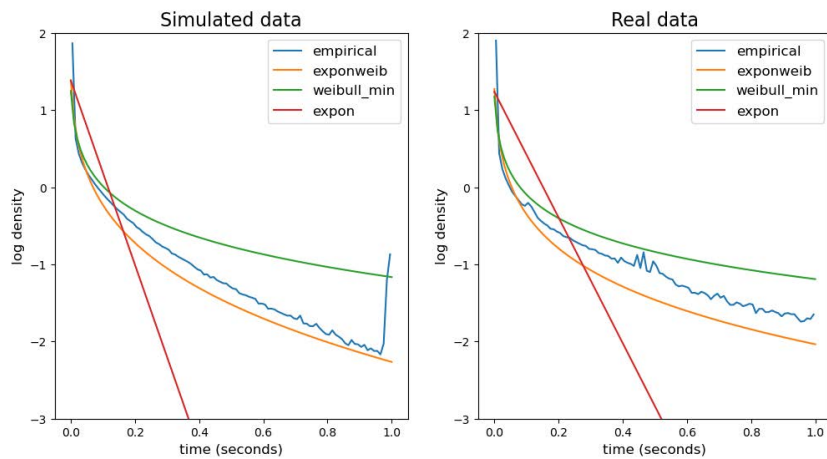 Simulated data
2
1
0
−1
−2
−3
log density
0.0 0.2 0.4 0.6 0.8 1.0
time (seconds)
empirical
exponweib
weibull_min
expon
Real data
2
1
0
−1
−2
−3
log density
0.0 0.2 0.4 0.6 0.8 1.0
time (seconds)
empirical
exponweib
weibull_min
expon